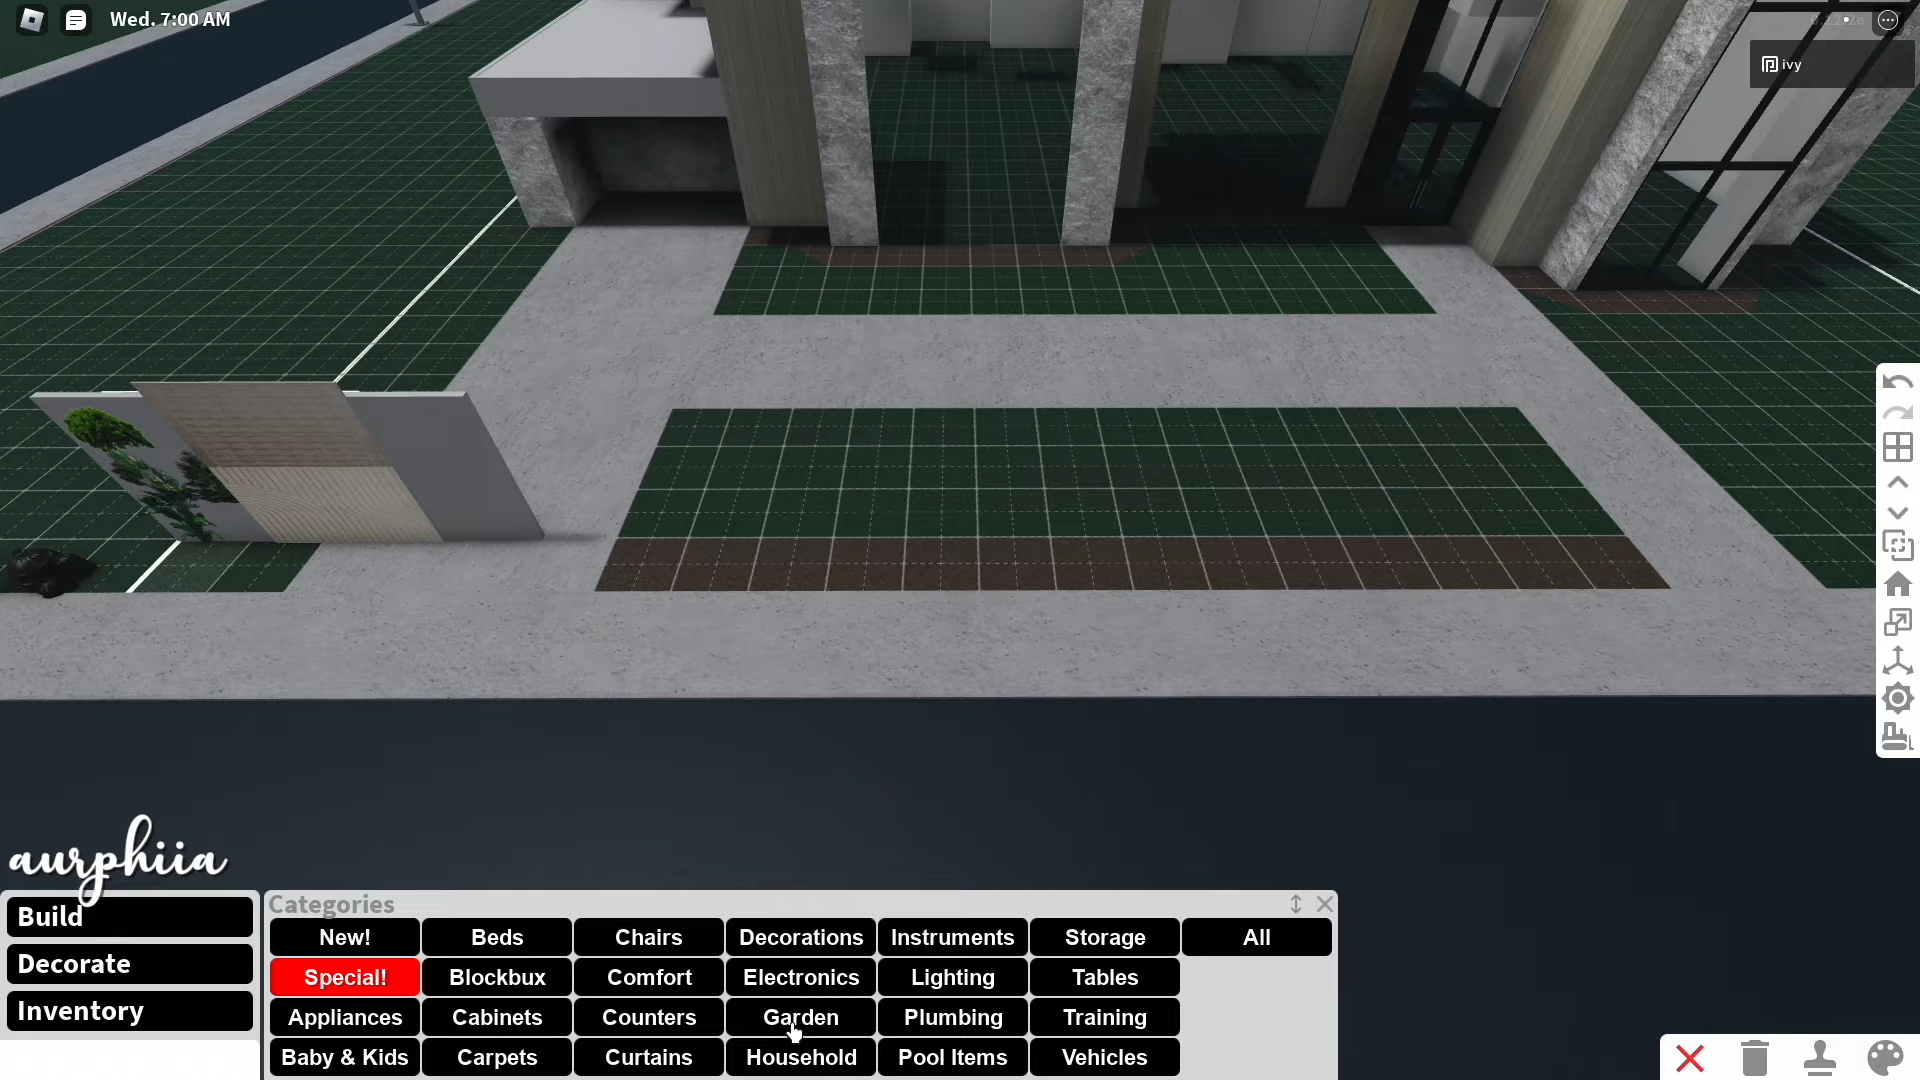 Wed. 7:00 AM
ivy
aurphiia
Build
Decorate
Inventory
Categories
New! Beds Chairs Decorations Instruments Storage All
Special! Blockbux Comfort Electronics Lighting Tables
Appliances Cabinets Counters Garden Plumbing Training
Baby & Kids Carpets Curtains Household Pool Items Vehicles